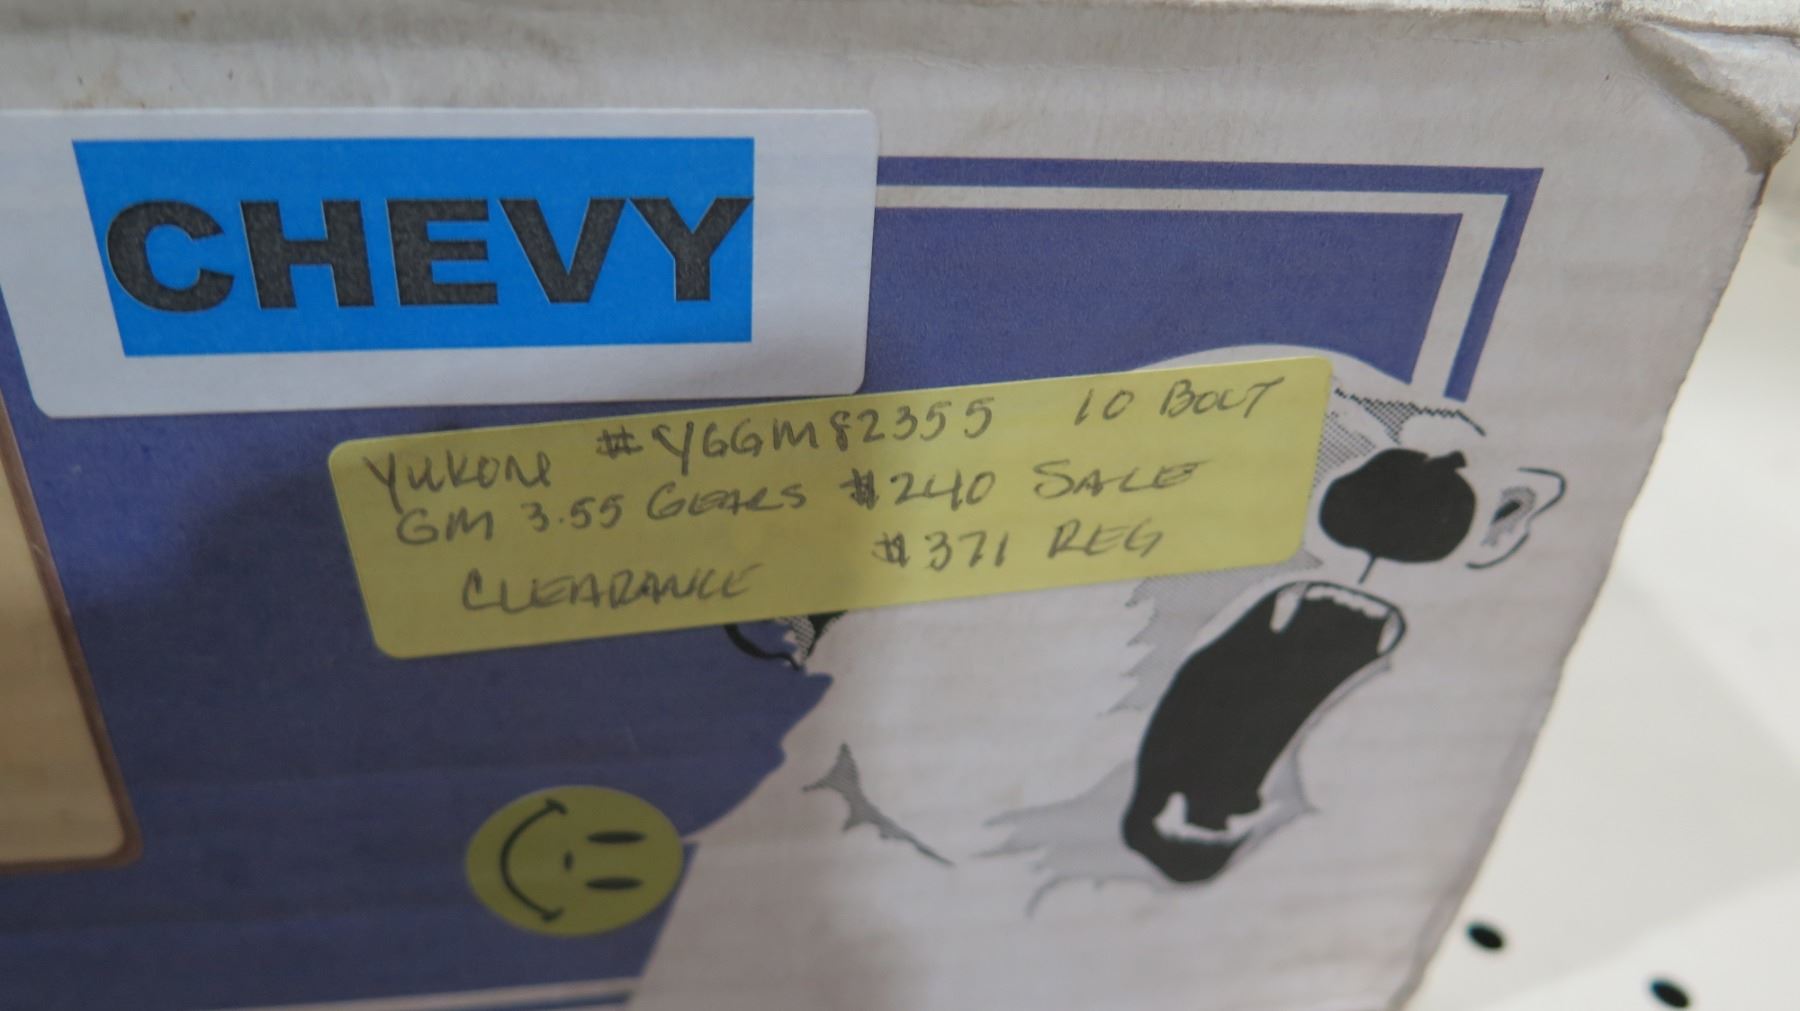 CHEVY
YUKON # YGGM82355 10 BOLT
GM 3.55 GEARS $240 SALE
CLEARANCE $371 REG